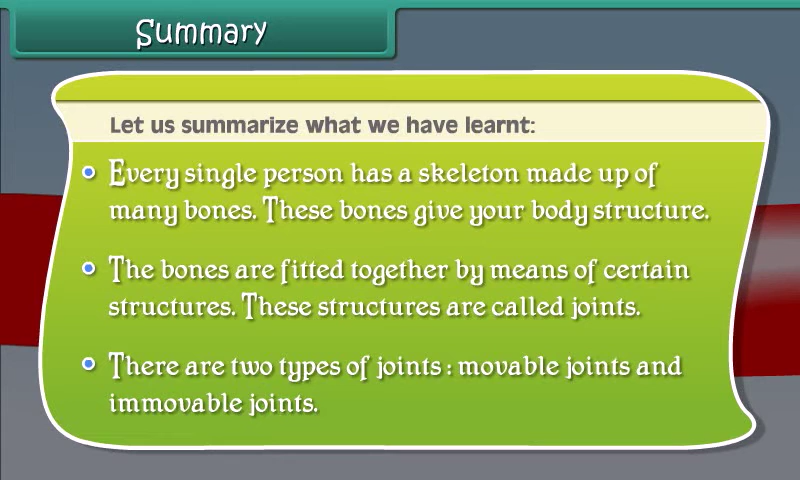 Summary
Let us summarize what we have learnt:
Every single person has a skeleton made up of
many bones. These bones give your body structure.
The bones are fitted together by means of certain
structures. These structures are called joints.
There are two types of joints : movable joints and
immovable joints.